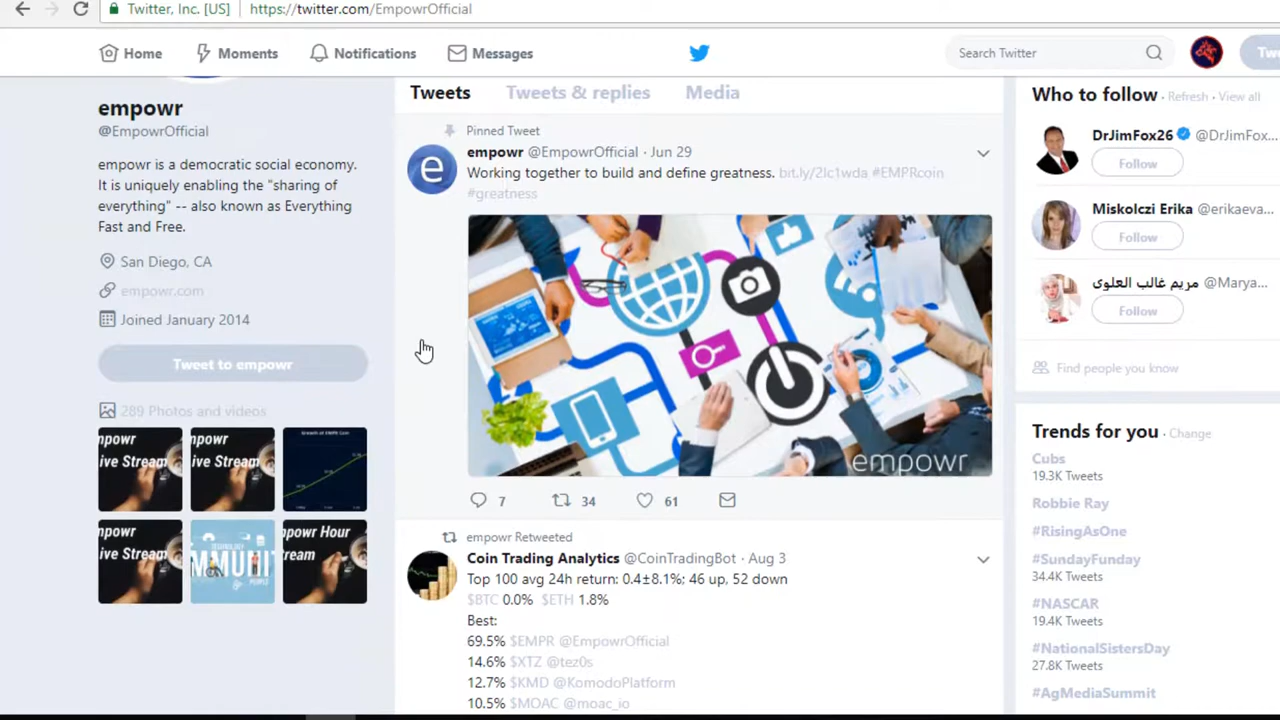 Twitter, Inc. [US]
https://twitter.com/EmpowrOfficial
Home
Moments
Notifications
Messages
Search Twitter
empowr
@EmpowrOfficial
empowr is a democratic social economy.
It is uniquely enabling the "sharing of
everything" -- also known as Everything
Fast and Free.
San Diego, CA
empowr.com
Joined January 2014
Tweet to empowr
289 Photos and videos
Tweets
Tweets & replies
Media
Pinned Tweet
empowr @EmpowrOfficial · Jun 29
Working together to build and define greatness. bit.ly/2lc1wda #EMPRcoin
#greatness
empowr
7
34
61
empowr Retweeted
Coin Trading Analytics @CoinTradingBot · Aug 3
Top 100 avg 24h return: 0.4±8.1%; 46 up, 52 down
$BTC 0.0% $ETH 1.8%
Best:
69.5% $EMPR @EmpowrOfficial
14.6% $XTZ @tez0s
12.7% $KMD @KomodoPlatform
10.5% $MOAC @moac_io
Who to follow · Refresh · View all
DrJimFox26 @DrJimFox...
Follow
Miskolczi Erika @erikaeva...
Follow
مريم غالب العلوي @Marya...
Follow
Find people you know
Trends for you · Change
Cubs
19.3K Tweets
Robbie Ray
#RisingAsOne
#SundayFunday
34.4K Tweets
#NASCAR
19.4K Tweets
#NationalSistersDay
27.8K Tweets
#AgMediaSummit